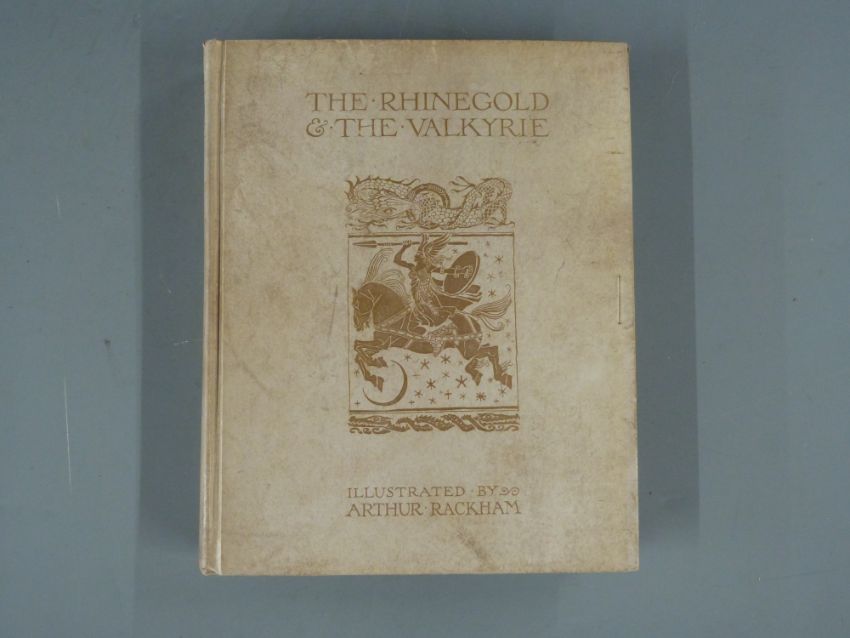 THE · RHINEGOLD
& · THE · VALKYRIE
ILLUSTRATED · BY
ARTHUR · RACKHAM